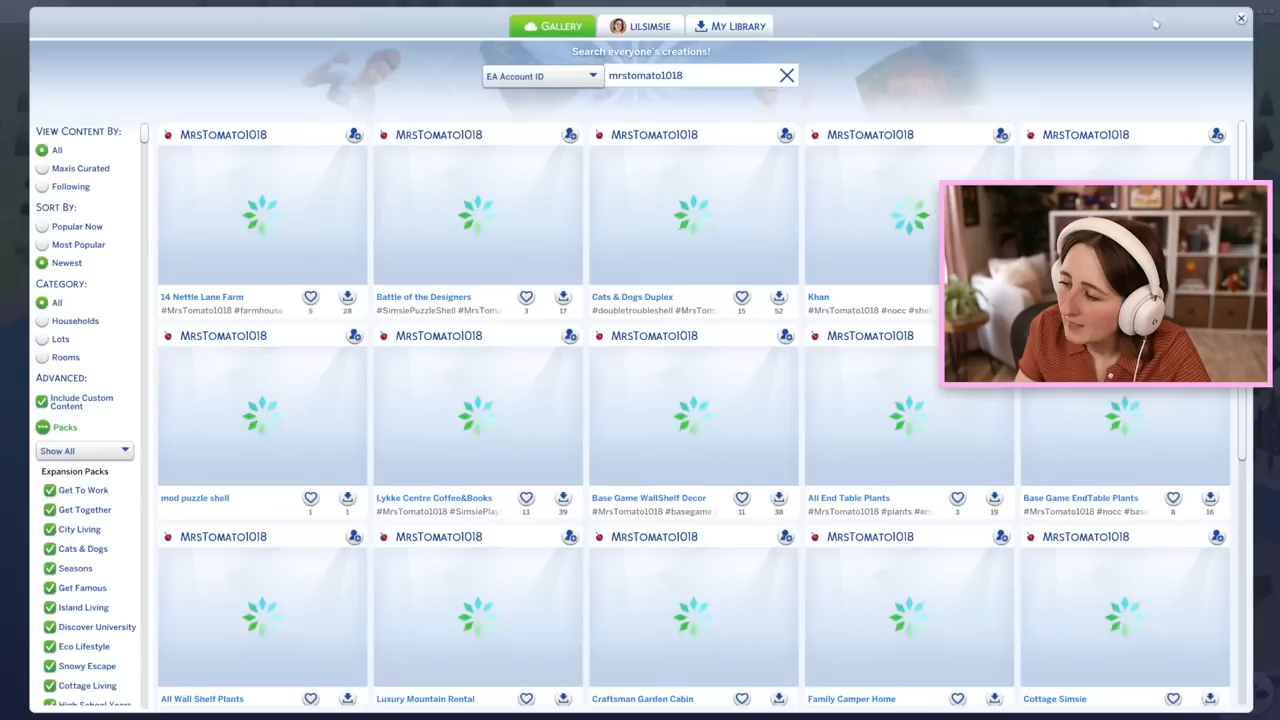 GALLERY
LILSIMSIE
MY LIBRARY
Search everyone's creations!
EA Account ID
mrstomato1018
VIEW CONTENT BY:
All
Maxis Curated
Following
SORT BY:
Popular Now
Most Popular
Newest
CATEGORY:
All
Households
Lots
Rooms
ADVANCED:
Include Custom
Content
Packs
Show All
Expansion Packs
Get To Work
Get Together
City Living
Cats & Dogs
Seasons
Get Famous
Island Living
Discover University
Eco Lifestyle
Snowy Escape
Cottage Living
High School Years
MRSTOMATO1018
MRSTOMATO1018
MRSTOMATO1018
MRSTOMATO1018
MRSTOMATO1018
14 Nettle Lane Farm
5
28
#MrsTomato1018 #farmhouse
Battle of the Designers
3
17
#SimsiePuzzleShell #MrsToma
Cats & Dogs Duplex
15
52
#doubletroubleshell #MrsTom
Khan
#MrsTomato1018 #nocc #shel
MRSTOMATO1018
MRSTOMATO1018
MRSTOMATO1018
MRSTOMATO1018
mod puzzle shell
1
1
Lykke Centre Coffee&Books
13
39
#MrsTomato1018 #SimsiePlay
Base Game WallShelf Decor
11
38
#MrsTomato1018 #basegame
All End Table Plants
3
19
#MrsTomato1018 #plants #en
Base Game EndTable Plants
8
16
#MrsTomato1018 #nocc #base
MRSTOMATO1018
MRSTOMATO1018
MRSTOMATO1018
MRSTOMATO1018
MRSTOMATO1018
All Wall Shelf Plants
Luxury Mountain Rental
Craftsman Garden Cabin
Family Camper Home
Cottage Simsie